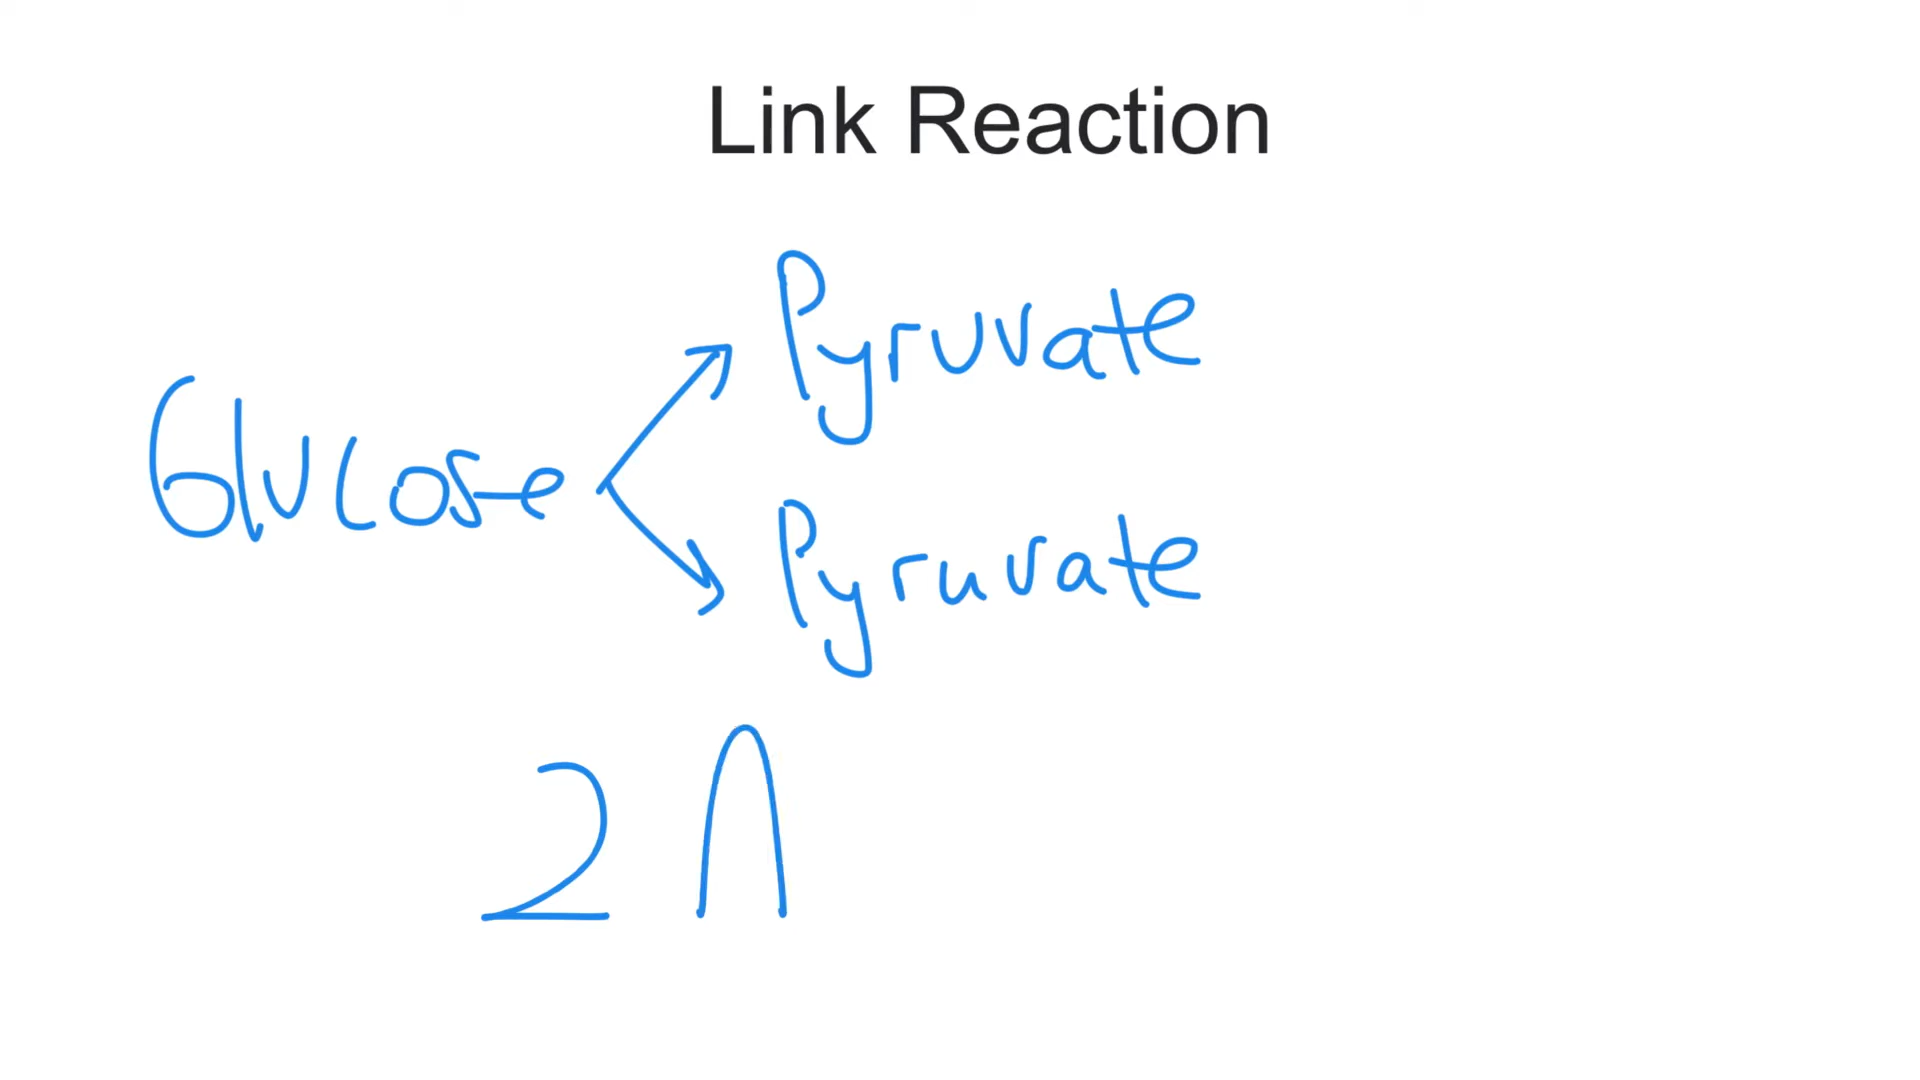 Link Reaction
Pyruvate
Glucose
Pyruvate
2